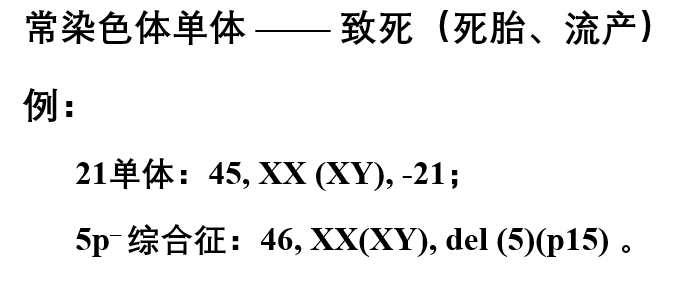 常染色体单体 —— 致死（死胎、流产）
例：
21单体：45, XX (XY), -21；
5p⁻ 综合征：46, XX(XY), del (5)(p15) 。